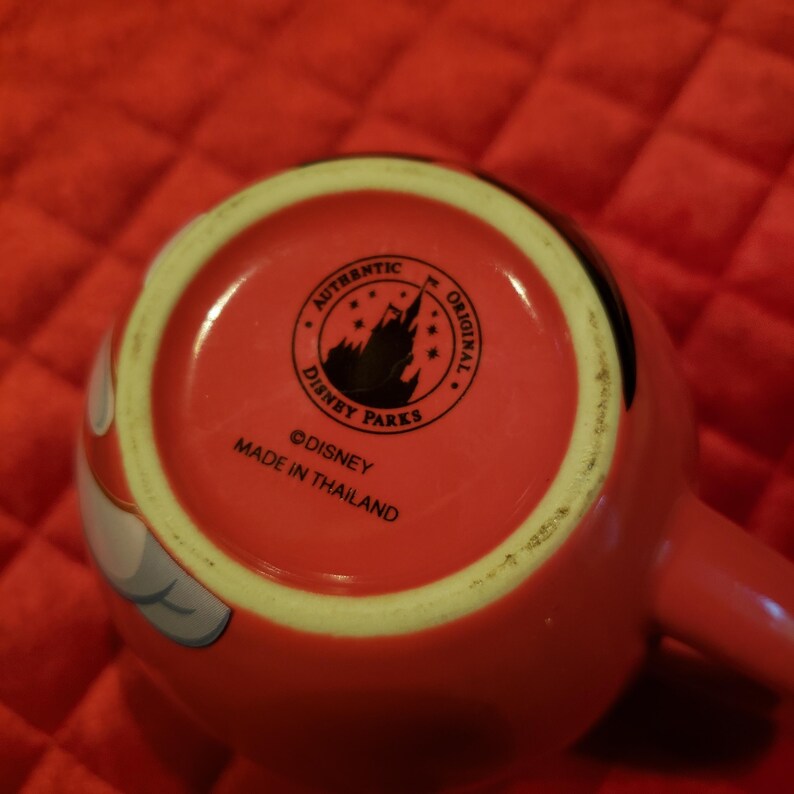 AUTHENTIC ORIGINAL
DISNEY PARKS
©DISNEY
MADE IN THAILAND